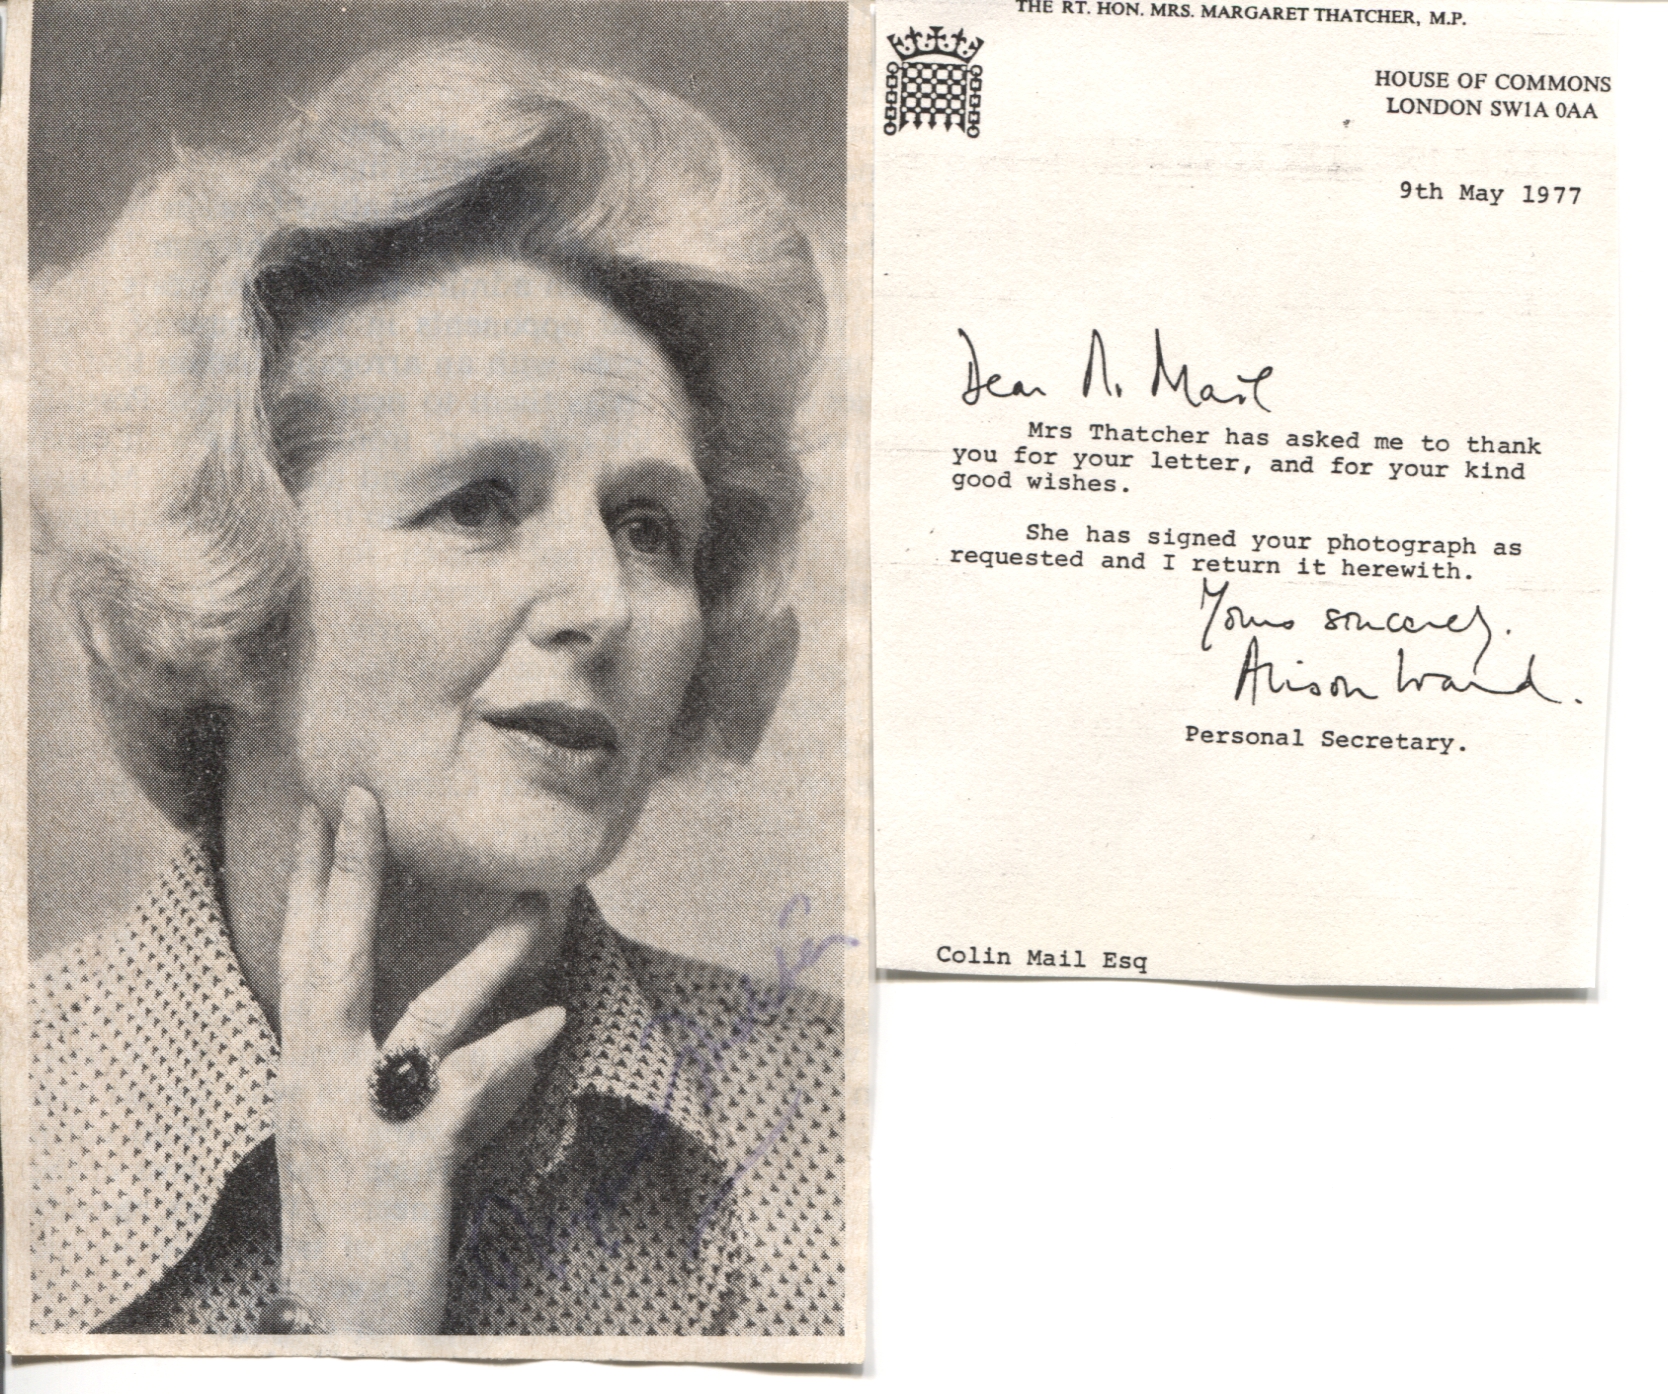 THE RT. HON. MRS. MARGARET THATCHER, M.P.
HOUSE OF COMMONS
LONDON SW1A 0AA
9th May 1977
Dear Mr. Mail
Mrs Thatcher has asked me to thank
you for your letter, and for your kind
good wishes.
She has signed your photograph as
requested and I return it herewith.
Yours sincerely.
Alison Ward.
Personal Secretary.
Colin Mail Esq